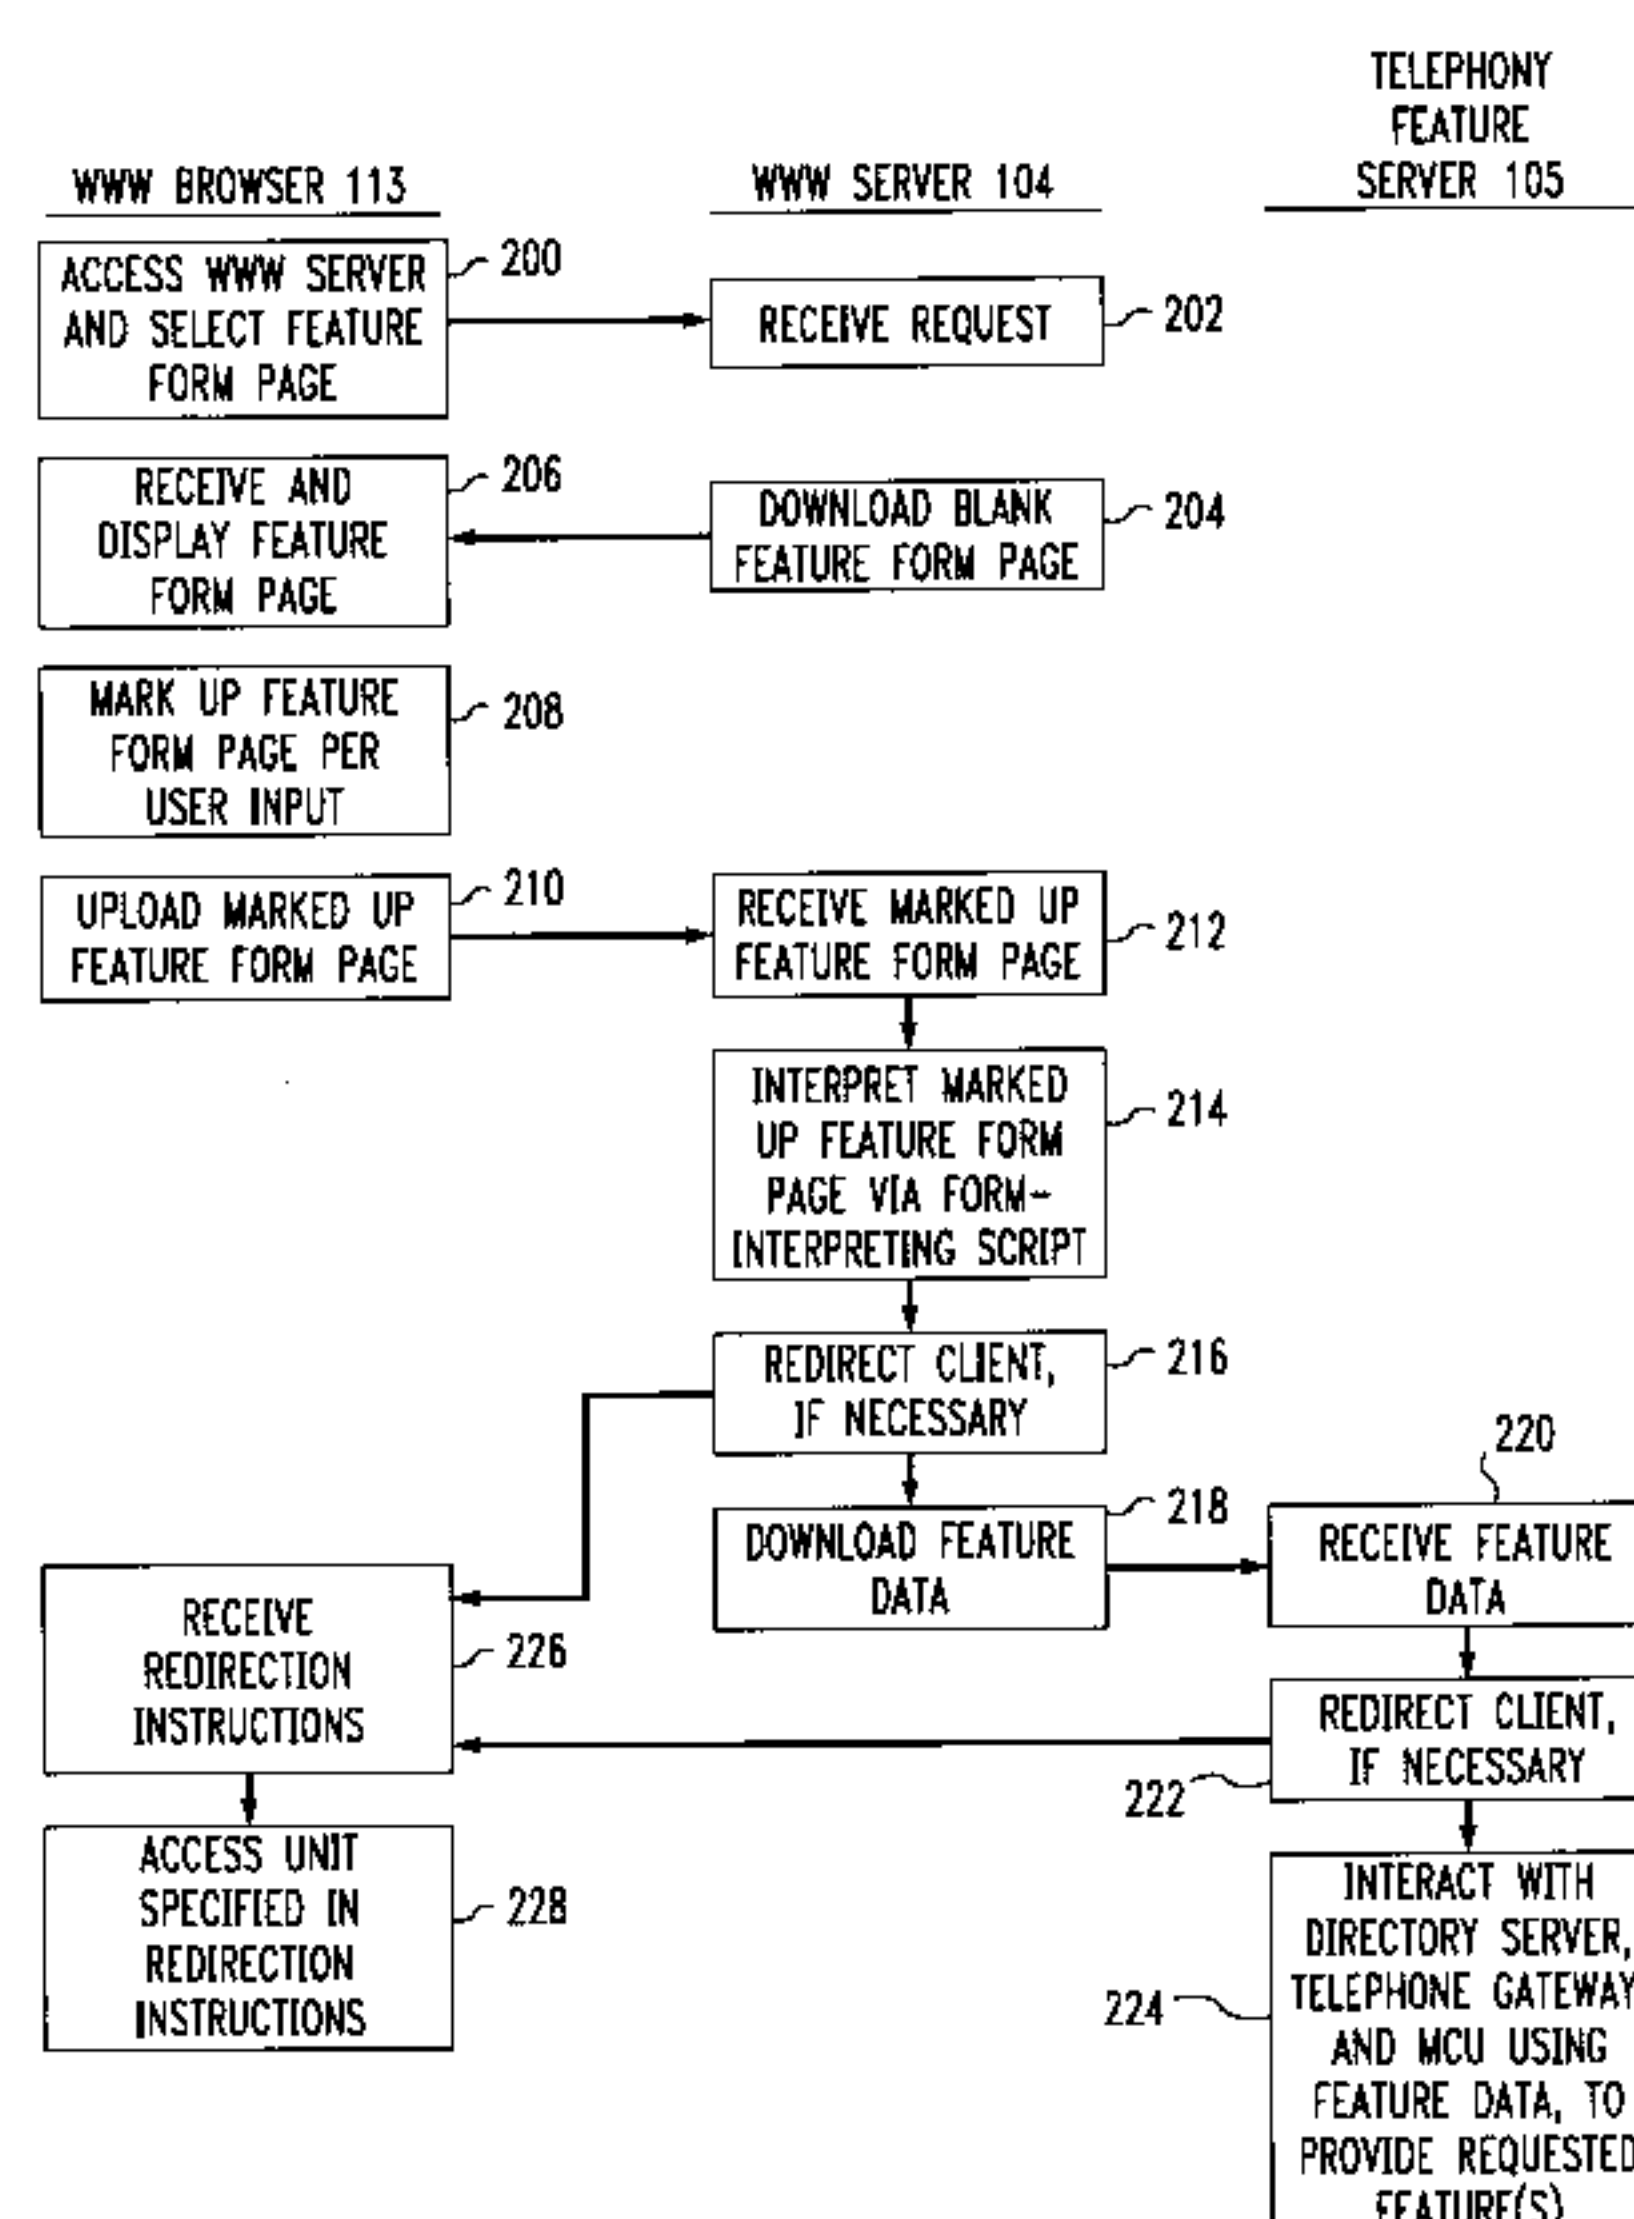 TELEPHONY
FEATURE
SERVER 105
WWW BROWSER 113
WWW SERVER 104
ACCESS WWW SERVER
AND SELECT FEATURE
FORM PAGE
200
RECEIVE REQUEST
202
RECEIVE AND
DISPLAY FEATURE
FORM PAGE
206
DOWNLOAD BLANK
FEATURE FORM PAGE
204
MARK UP FEATURE
FORM PAGE PER
USER INPUT
208
UPLOAD MARKED UP
FEATURE FORM PAGE
210
RECEIVE MARKED UP
FEATURE FORM PAGE
212
INTERPRET MARKED
UP FEATURE FORM
PAGE VIA FORM-
INTERPRETING SCRIPT
214
REDIRECT CLIENT,
IF NECESSARY
216
DOWNLOAD FEATURE
DATA
218
220
RECEIVE FEATURE
DATA
RECEIVE
REDIRECTION
INSTRUCTIONS
226
REDIRECT CLIENT,
IF NECESSARY
222
ACCESS UNIT
SPECIFIED IN
REDIRECTION
INSTRUCTIONS
228
INTERACT WITH
DIRECTORY SERVER,
TELEPHONE GATEWAY
AND MCU USING
FEATURE DATA, TO
PROVIDE REQUESTED
FEATURE(S)
224